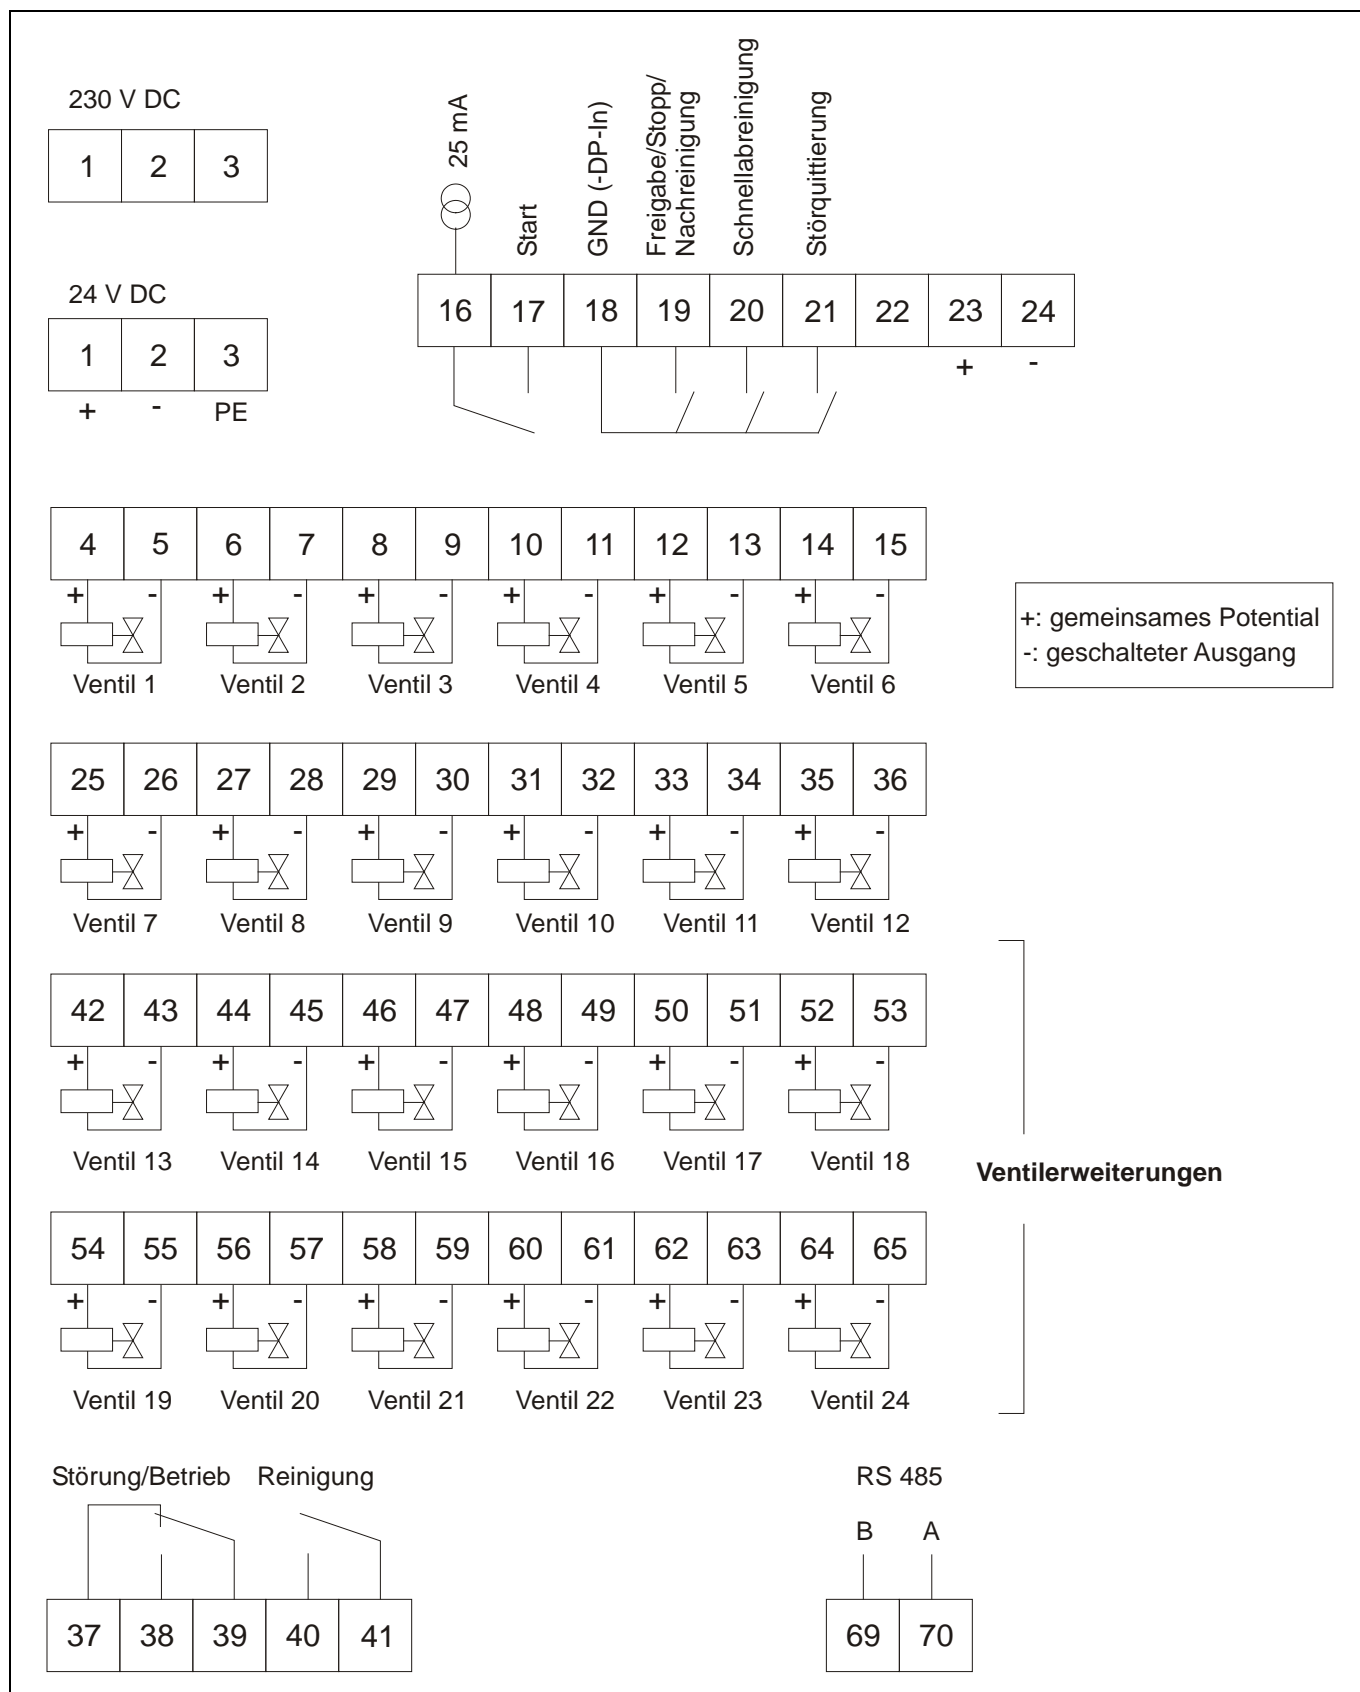 230 V DC
1 2 3
24 V DC
1 2 3
+ - PE
25 mA
Start
GND (-DP-In)
Freigabe/Stopp/
Nachreinigung
Schnellabreinigung
Störquittierung
16 17 18 19 20 21 22 23 24
+ -
4 5 6 7 8 9 10 11 12 13 14 15
+ - + - + - + - + - + -
Ventil 1 Ventil 2 Ventil 3 Ventil 4 Ventil 5 Ventil 6
+: gemeinsames Potential
-: geschalteter Ausgang
25 26 27 28 29 30 31 32 33 34 35 36
+ - + - + - + - + - + -
Ventil 7 Ventil 8 Ventil 9 Ventil 10 Ventil 11 Ventil 12
42 43 44 45 46 47 48 49 50 51 52 53
+ - + - + - + - + - + -
Ventil 13 Ventil 14 Ventil 15 Ventil 16 Ventil 17 Ventil 18
Ventilerweiterungen
54 55 56 57 58 59 60 61 62 63 64 65
+ - + - + - + - + - + -
Ventil 19 Ventil 20 Ventil 21 Ventil 22 Ventil 23 Ventil 24
Störung/Betrieb Reinigung
37 38 39 40 41
RS 485
B A
69 70